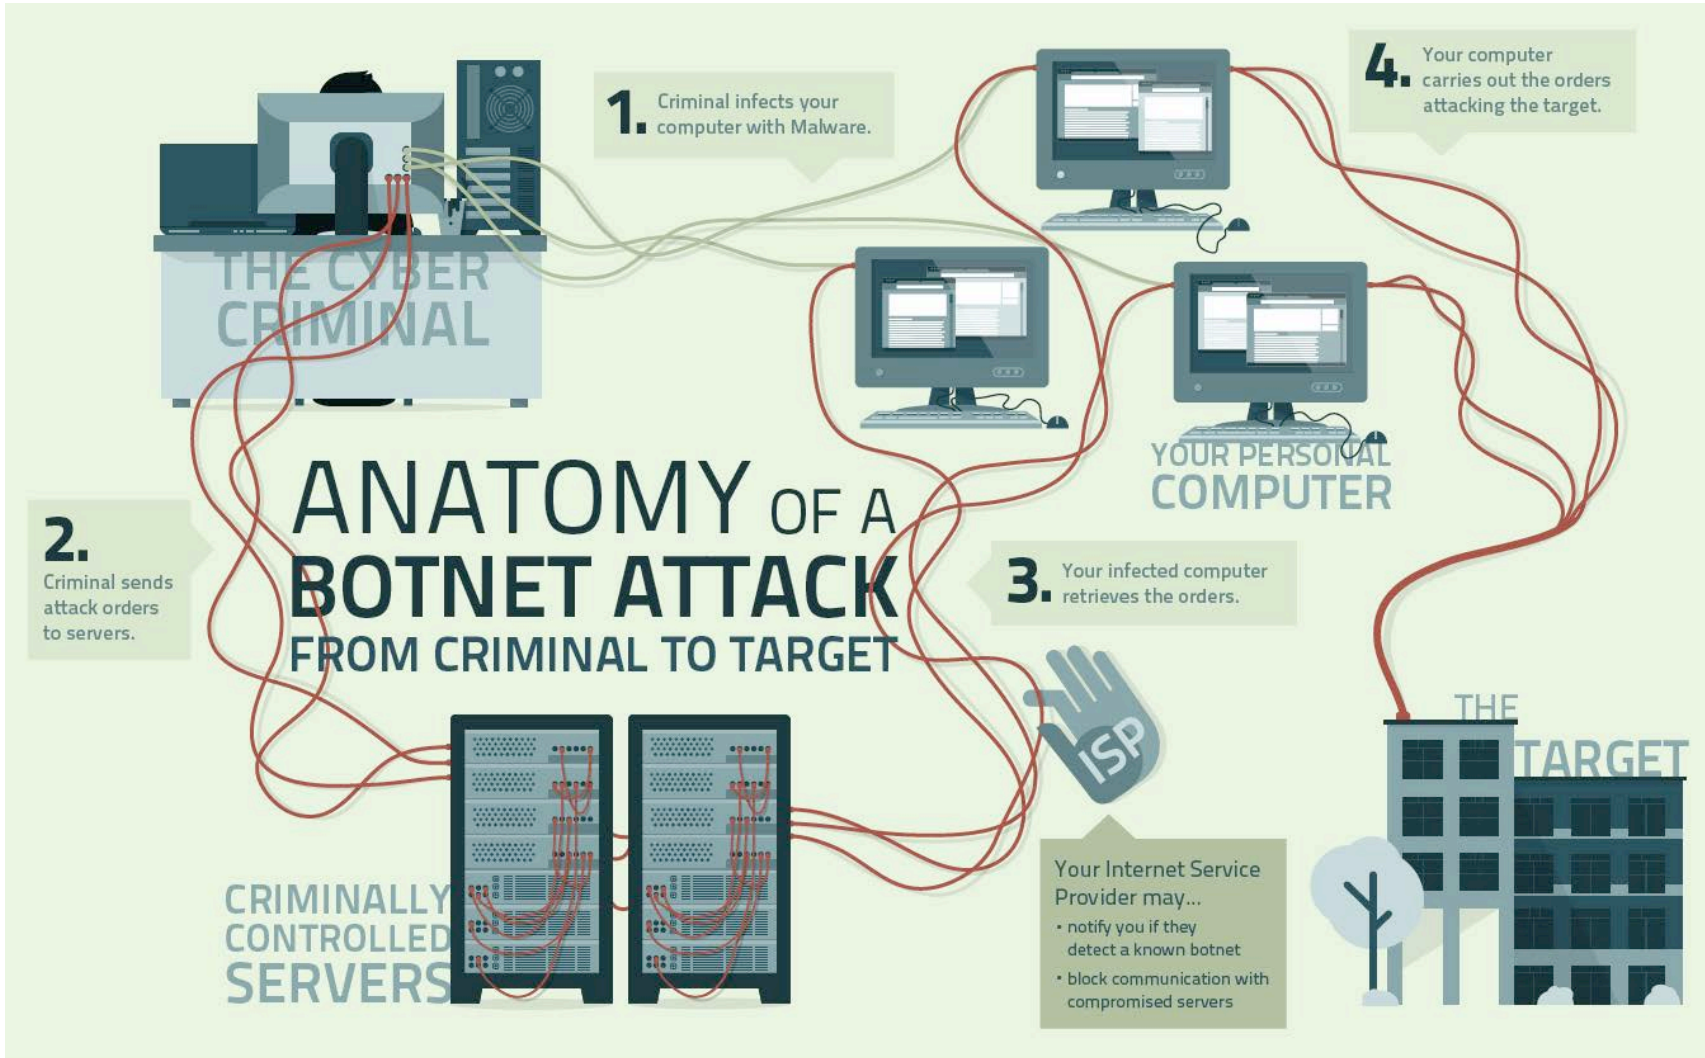 1.
Criminal infects your
computer with Malware.
4.
Your computer
carries out the orders
attacking the target.
THE CYBER
CRIMINAL
YOUR PERSONAL
COMPUTER
ANATOMY OF A
BOTNET ATTACK
FROM CRIMINAL TO TARGET
2.
Criminal sends
attack orders
to servers.
3.
Your infected computer
retrieves the orders.
ISP
THE
TARGET
CRIMINALLY
CONTROLLED
SERVERS
Your Internet Service
Provider may...
• notify you if they
detect a known botnet
• block communication with
compromised servers